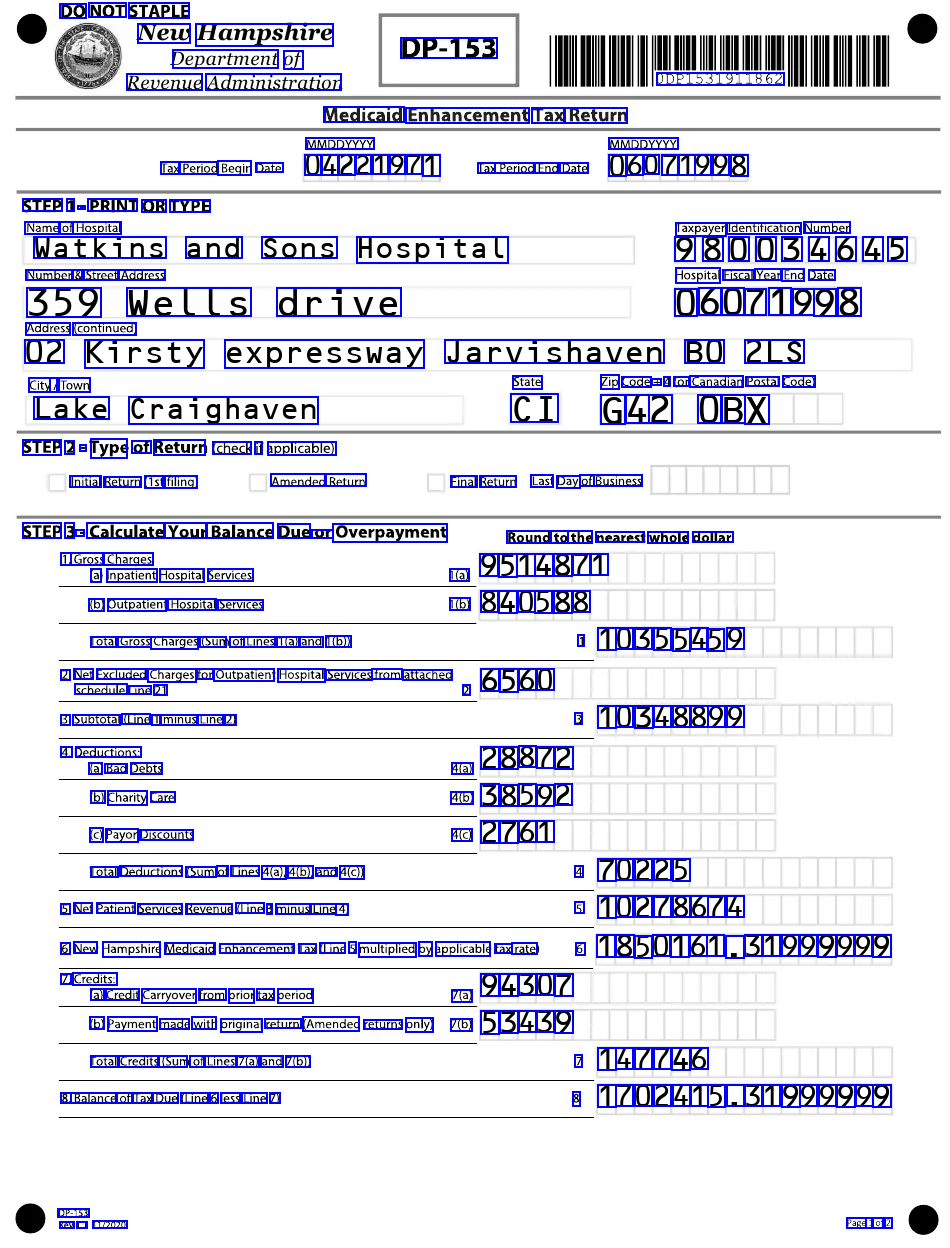 DO NOT STAPLE
New Hampshire
Department of
Revenue Administration
DP-153
0DP1531911862
Medicaid Enhancement Tax Return
MMDDYYYY MMDDYYYY
Tax Period Begin Date 04221971 Tax Period End Date 06071998
STEP 1 - PRINT OR TYPE
Name of Hospital Taxpayer Identification Number
Watkins and Sons Hospital 980034645
Number & Street Address Hospital Fiscal Year End Date
359 Wells drive 06071998
Address (continued)
02 Kirsty expressway Jarvishaven B0 2LS
City / Town State Zip Code + 4 (or Canadian Postal Code)
Lake Craighaven CI G42 0BX
STEP 2 - Type of Return (check if applicable)
Initial Return (1st filing Amended Return Final Return Last Day of Business
STEP 3 - Calculate Your Balance Due or Overpayment Round to the nearest whole dollar
1 Gross Charges
a) Inpatient Hospital Services 1(a) 9514871
(b) Outpatient Hospital Services 1(b) 840588
Total Gross Charges (Sum of Lines 1(a) and 1(b)) 1 10355459
2 Net Excluded Charges for Outpatient Hospital Services from attached
schedule Line 21 2 6560
3 Subtotal (Line 1 minus Line 2) 3 10348899
4 Deductions:
(a) Bad Debts 4(a) 28872
b) Charity Care 4(b) 38592
(c) Payor Discounts 4(c) 2761
Total Deductions (Sum of Lines 4(a), 4(b), and 4(c)) 4 70225
5 Net Patient Services Revenue (Line 3 minus Line 4) 5 10278674
6 New Hampshire Medicaid Enhancement Tax (Line 5 multiplied by applicable tax rate) 6 1850161.31999999
7 Credits:
a) Credit Carryover from prior tax period 7(a) 94307
(b) Payment made with original return (Amended returns only) 7(b) 53439
Total Credits (Sum of Lines 7(a) and 7(b)) 7 147746
8 Balance of Tax Due (Line 6 less Line 7) 8 1702415.31999999
DP-153
Rev 11/2020 Page 1 of 2